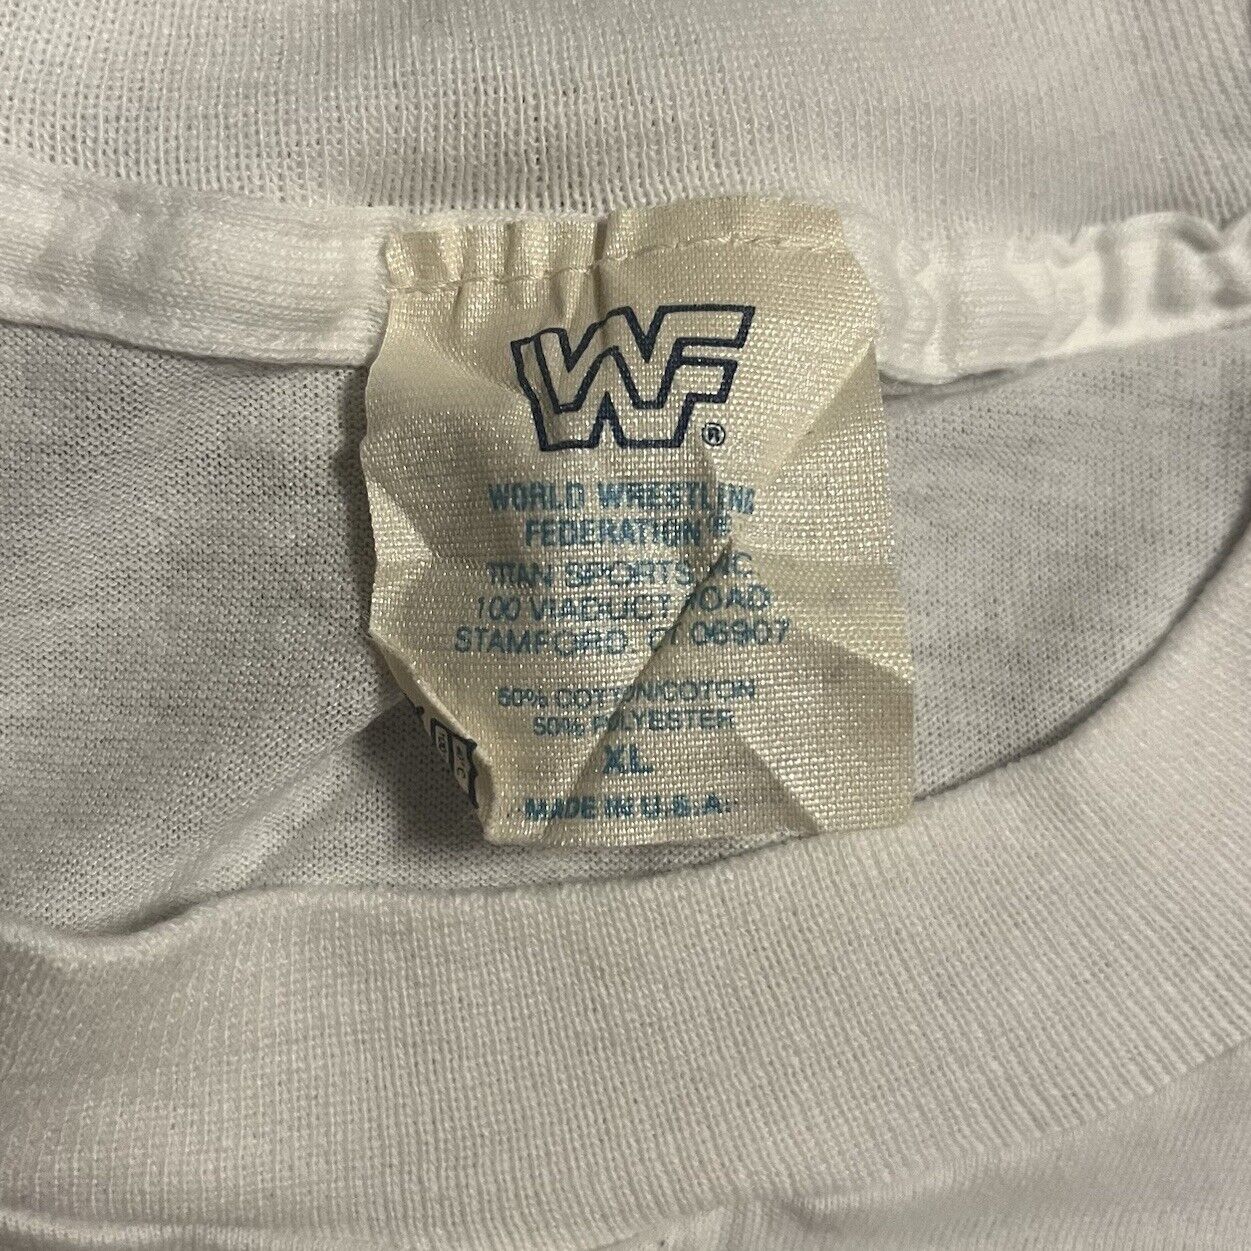 WF®
WORLD WRESTLING
FEDERATION®
TITAN SPORTS INC.
100 VIADUCT ROAD
STAMFORD, CT 06907
50% COTTON/COTON
50% POLYESTER
XL
MADE IN U.S.A.